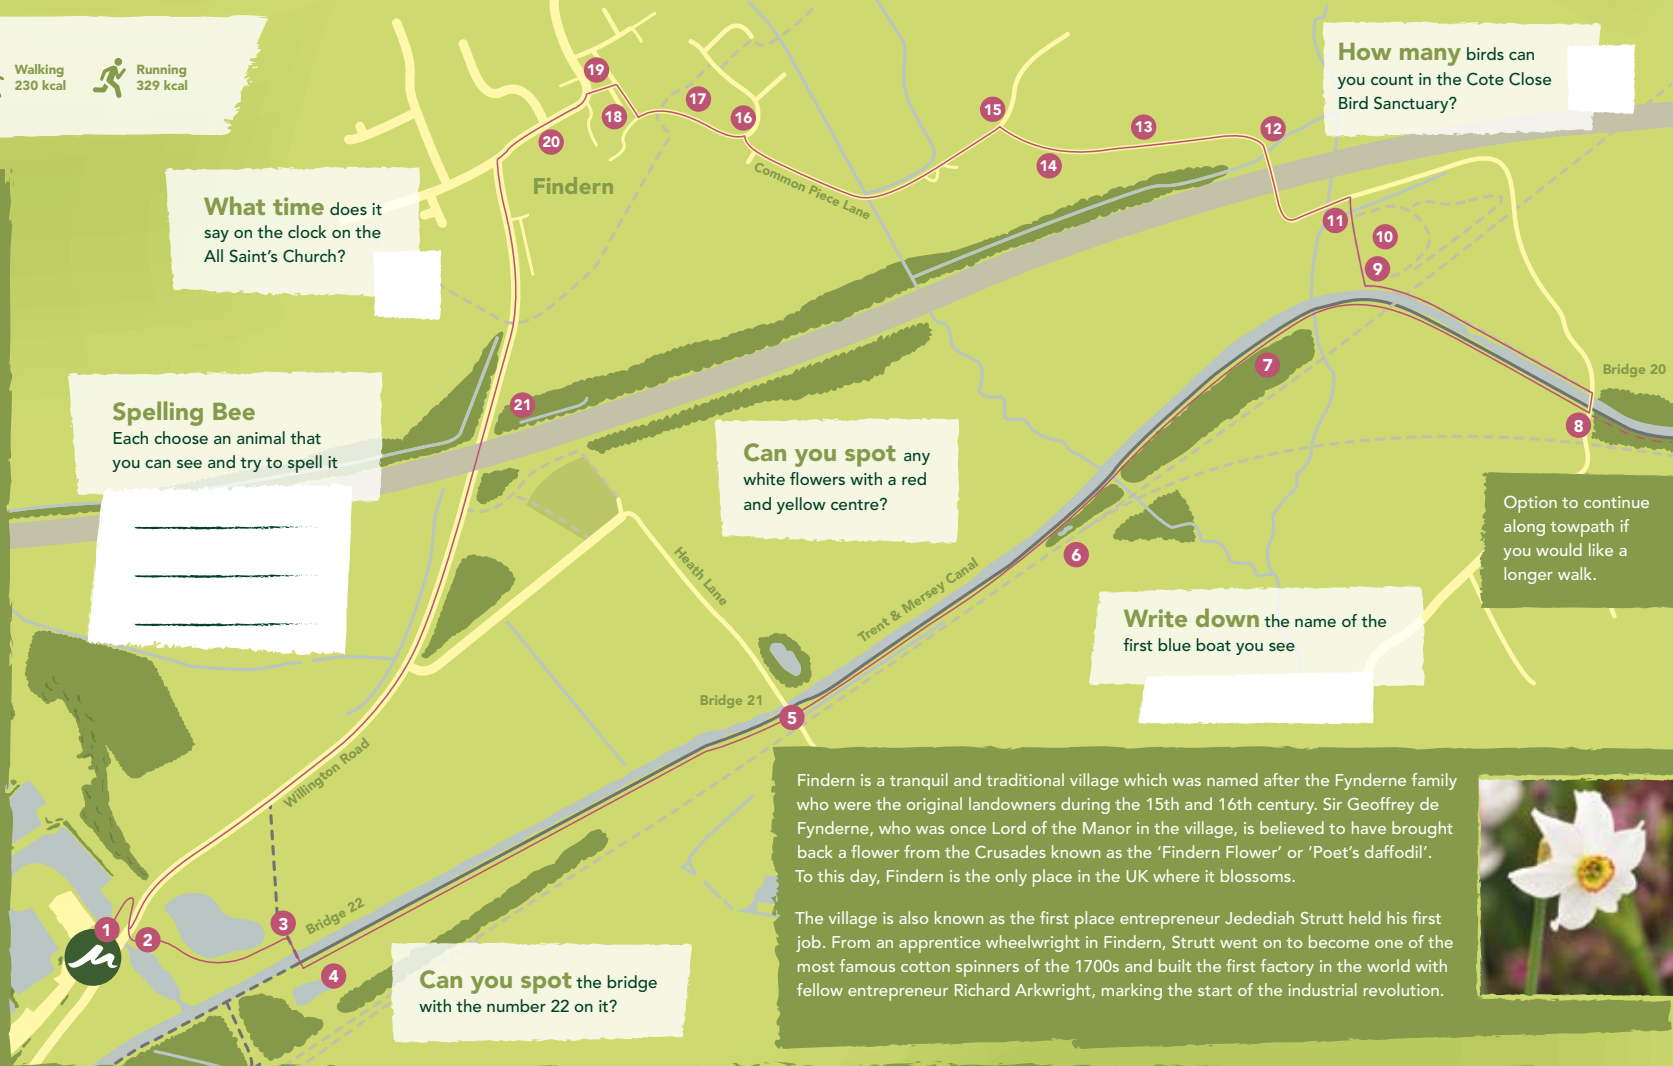 Walking
230 kcal
Running
329 kcal
How many birds can
you count in the Cote Close
Bird Sanctuary?
What time does it
say on the clock on the
All Saint's Church?
Spelling Bee
Each choose an animal that
you can see and try to spell it
Can you spot any
white flowers with a red
and yellow centre?
Option to continue
along towpath if
you would like a
longer walk.
Write down the name of the
first blue boat you see
Can you spot the bridge
with the number 22 on it?
Findern is a tranquil and traditional village which was named after the Fynderne family
who were the original landowners during the 15th and 16th century. Sir Geoffrey de
Fynderne, who was once Lord of the Manor in the village, is believed to have brought
back a flower from the Crusades known as the ‘Findern Flower’ or ‘Poet’s daffodil’.
To this day, Findern is the only place in the UK where it blossoms.
The village is also known as the first place entrepreneur Jedediah Strutt held his first
job. From an apprentice wheelwright in Findern, Strutt went on to become one of the
most famous cotton spinners of the 1700s and built the first factory in the world with
fellow entrepreneur Richard Arkwright, marking the start of the industrial revolution.
Findern
Common Piece Lane
Heath Lane
Trent & Mersey Canal
Willington Road
Bridge 20
Bridge 21
Bridge 22
1
2
3
4
5
6
7
8
9
10
11
12
13
14
15
16
17
18
19
20
21